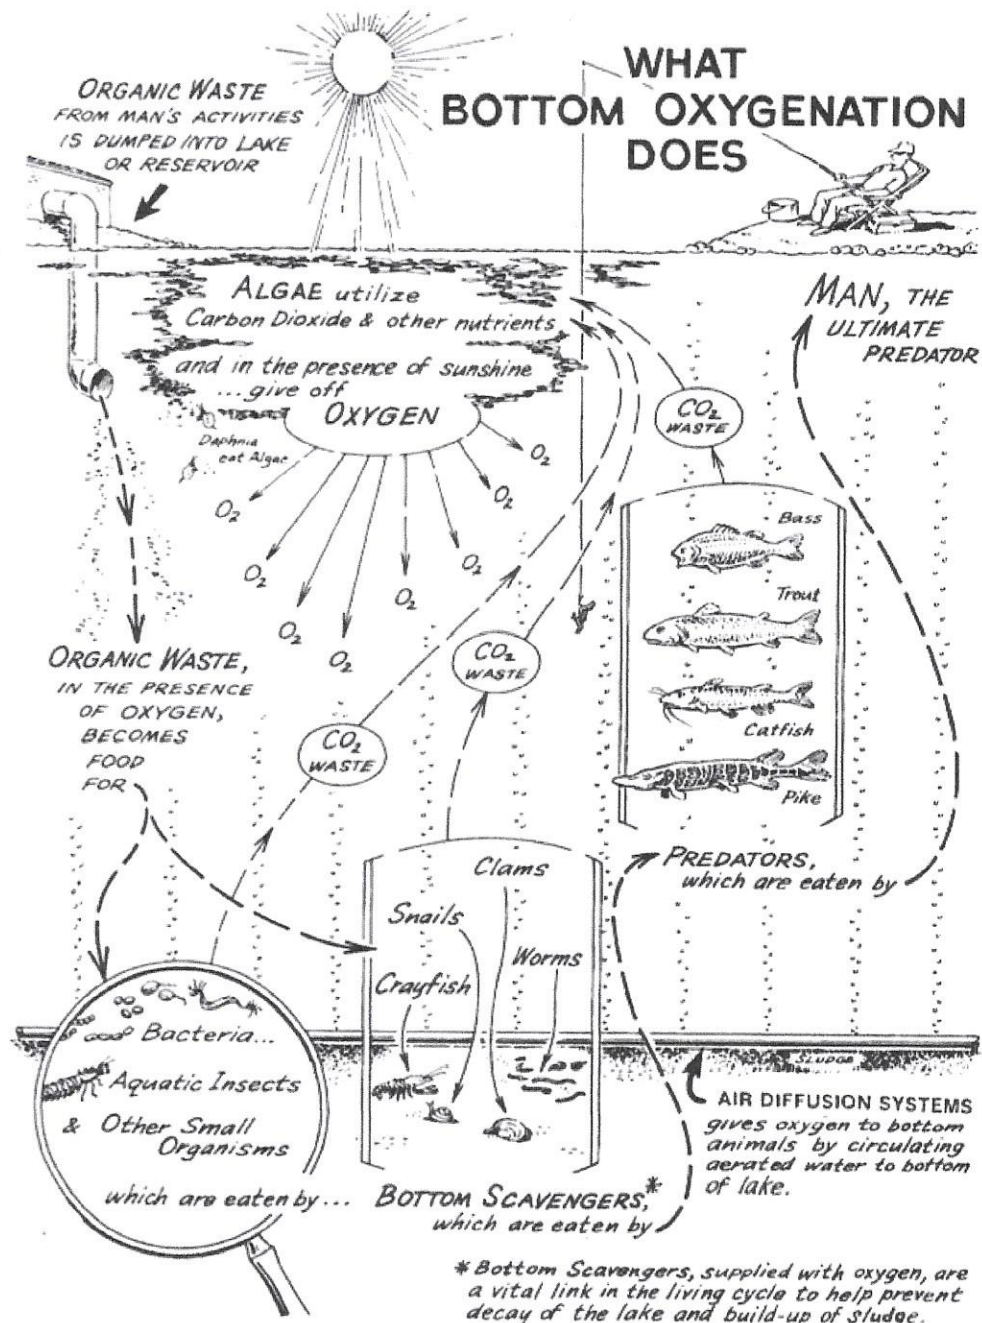 WHAT
BOTTOM OXYGENATION
DOES
ORGANIC WASTE
FROM MAN'S ACTIVITIES
IS DUMPED INTO LAKE
OR RESERVOIR
ALGAE utilize
Carbon Dioxide & other nutrients
and in the presence of sunshine
...give off
OXYGEN
Daphnia
eat Algae
O2
O2
O2
O2
O2
O2
O2
O2
MAN, THE
ULTIMATE
PREDATOR
CO2
WASTE
Bass
Trout
Catfish
Pike
ORGANIC WASTE,
IN THE PRESENCE
OF OXYGEN,
BECOMES
FOOD
FOR
CO2
WASTE
CO2
WASTE
PREDATORS,
which are eaten by
Clams
Snails
Worms
Crayfish
Bacteria...
Aquatic Insects
& Other Small
Organisms
which are eaten by...
BOTTOM SCAVENGERS,*
which are eaten by
SLUDGE
AIR DIFFUSION SYSTEMS
gives oxygen to bottom
animals by circulating
aerated water to bottom
of lake.
* Bottom Scavengers, supplied with oxygen, are
a vital link in the living cycle to help prevent
decay of the lake and build-up of sludge.